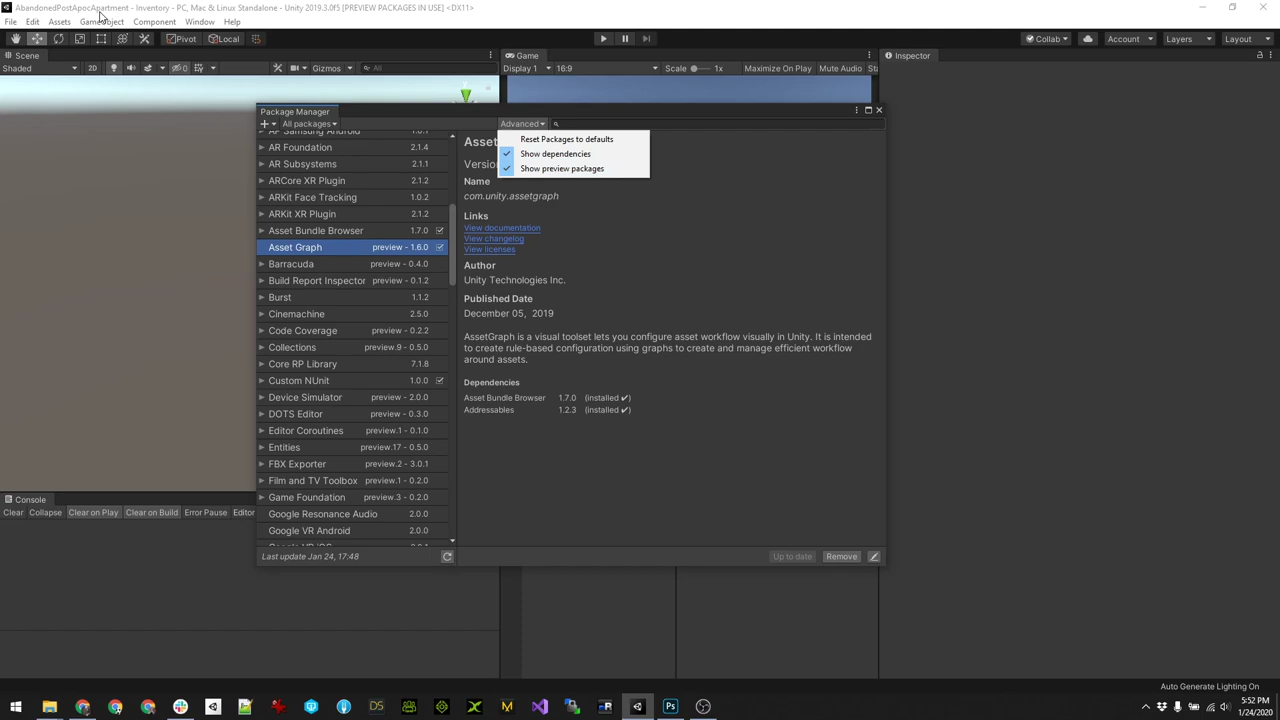 AbandonedPostApocApartment - Inventory - PC, Mac & Linux Standalone - Unity 2019.3.0f5 [PREVIEW PACKAGES IN USE] <DX11>
File Edit Assets GameObject Component Window Help
Pivot Local Collab Account Layers Layout
Scene Game Inspector
Shaded 2D 0 Gizmos All Display 1 16:9 Scale 1x Maximize On Play Mute Audio Sta
Package Manager
All packages Advanced
Reset Packages to defaults
Show dependencies
Show preview packages
AR Foundation 2.1.4
AR Subsystems 2.1.1
ARCore XR Plugin 2.1.2
ARKit Face Tracking 1.0.2
ARKit XR Plugin 2.1.2
Asset Bundle Browser 1.7.0
Asset Graph preview - 1.6.0
Barracuda preview - 0.4.0
Build Report Inspector preview - 0.1.2
Burst 1.1.2
Cinemachine 2.5.0
Code Coverage preview - 0.2.2
Collections preview.9 - 0.5.0
Core RP Library 7.1.8
Custom NUnit 1.0.0
Device Simulator preview - 2.0.0
DOTS Editor preview - 0.3.0
Editor Coroutines preview.1 - 0.1.0
Entities preview.17 - 0.5.0
FBX Exporter preview.2 - 3.0.1
Film and TV Toolbox preview.1 - 0.2.0
Game Foundation preview.3 - 0.2.0
Google Resonance Audio 2.0.0
Google VR Android 2.0.0
Last update Jan 24, 17:48
Asse
Versio
Name
com.unity.assetgraph
Links
View documentation
View changelog
View licenses
Author
Unity Technologies Inc.
Published Date
December 05, 2019
AssetGraph is a visual toolset lets you configure asset workflow visually in Unity. It is intended
to create rule-based configuration using graphs to create and manage efficient workflow
around assets.
Dependencies
Asset Bundle Browser 1.7.0 (installed ✔)
Addressables 1.2.3 (installed ✔)
Up to date Remove
Console
Clear Collapse Clear on Play Clear on Build Error Pause Editor
Auto Generate Lighting On
5:52 PM
1/24/2020